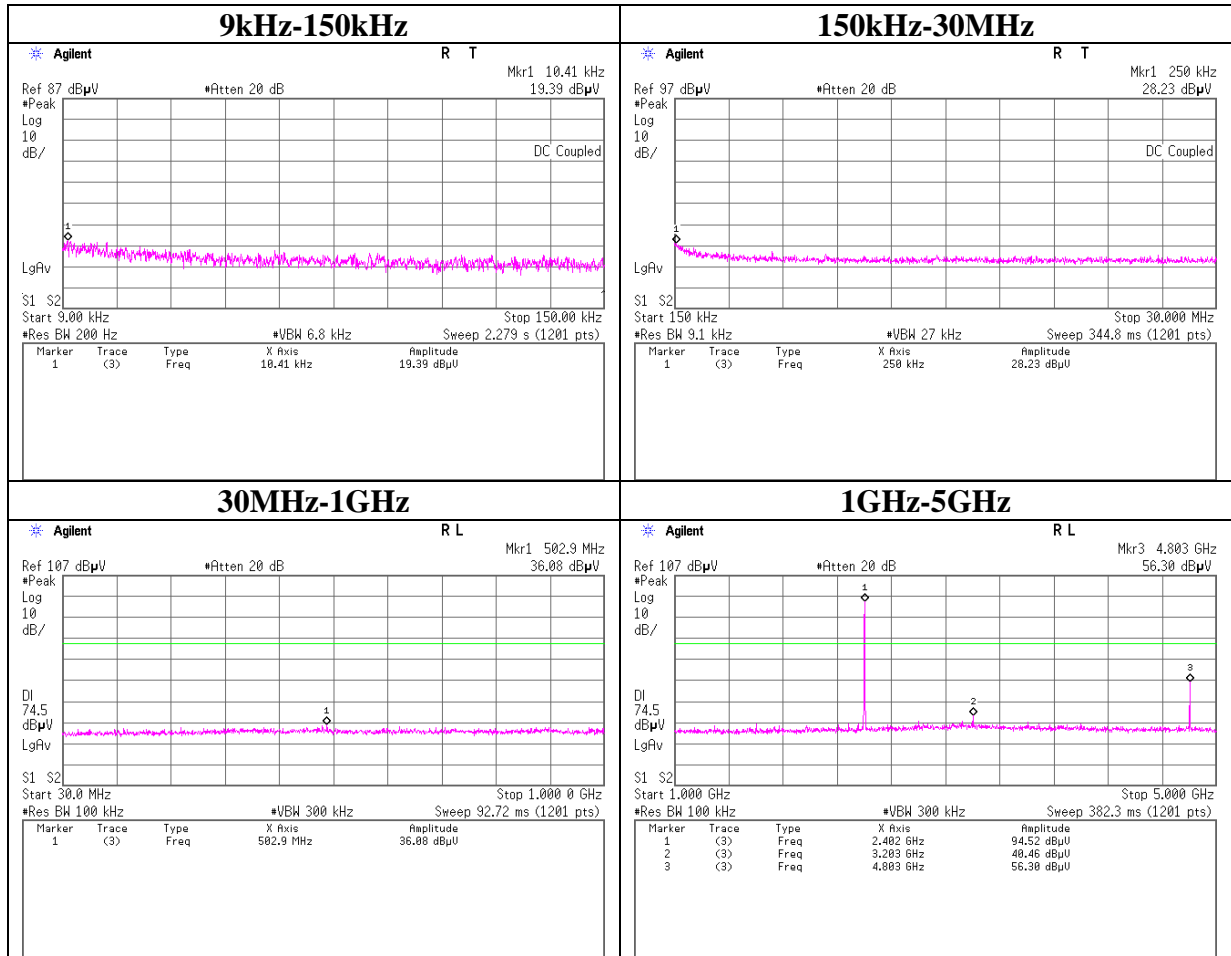 9kHz-150kHz
Agilent R T
Mkr1 10.41 kHz
Ref 87 dBµV #Atten 20 dB 19.39 dBµV
#Peak
Log
10
dB/
DC Coupled
1
LgAv
S1 S2
Start 9.00 kHz Stop 150.00 kHz
#Res BW 200 Hz #VBW 6.8 kHz Sweep 2.279 s (1201 pts)
Marker Trace Type X Axis Amplitude
1 (3) Freq 10.41 kHz 19.39 dBµV
150kHz-30MHz
Agilent R T
Mkr1 250 kHz
Ref 97 dBµV #Atten 20 dB 28.23 dBµV
#Peak
Log
10
dB/
DC Coupled
1
LgAv
S1 S2
Start 150 kHz Stop 30.000 MHz
#Res BW 9.1 kHz #VBW 27 kHz Sweep 344.8 ms (1201 pts)
Marker Trace Type X Axis Amplitude
1 (3) Freq 250 kHz 28.23 dBµV
30MHz-1GHz
Agilent R L
Mkr1 502.9 MHz
Ref 107 dBµV #Atten 20 dB 36.08 dBµV
#Peak
Log
10
dB/
DI
74.5
dBµV
1
LgAv
S1 S2
Start 30.0 MHz Stop 1.000 0 GHz
#Res BW 100 kHz #VBW 300 kHz Sweep 92.72 ms (1201 pts)
Marker Trace Type X Axis Amplitude
1 (3) Freq 502.9 MHz 36.08 dBµV
1GHz-5GHz
Agilent R L
Mkr3 4.803 GHz
Ref 107 dBµV #Atten 20 dB 56.30 dBµV
#Peak
1
Log
10
dB/
3
DI
74.5
2
dBµV
LgAv
S1 S2
Start 1.000 GHz Stop 5.000 GHz
#Res BW 100 kHz #VBW 300 kHz Sweep 382.3 ms (1201 pts)
Marker Trace Type X Axis Amplitude
1 (3) Freq 2.402 GHz 94.52 dBµV
2 (3) Freq 3.203 GHz 40.46 dBµV
3 (3) Freq 4.803 GHz 56.30 dBµV